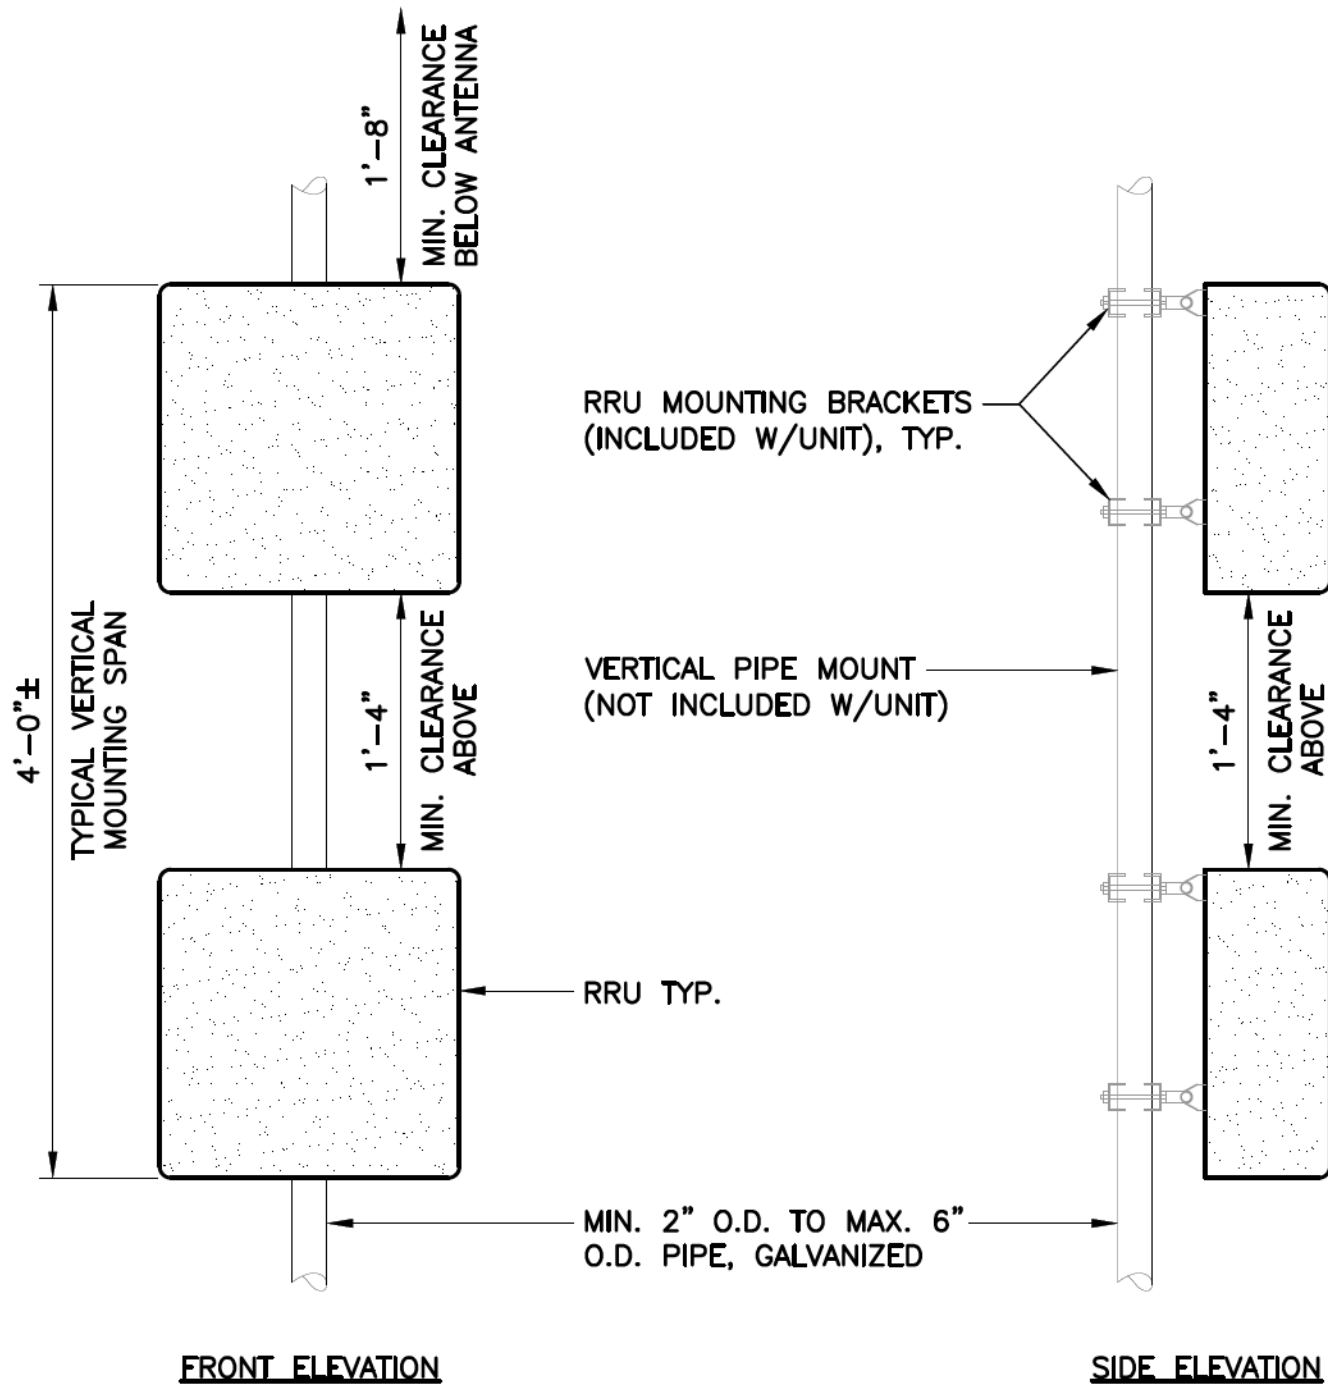 1'-8"
MIN. CLEARANCE
BELOW ANTENNA
4'-0"±
TYPICAL VERTICAL
MOUNTING SPAN
1'-4"
MIN. CLEARANCE
ABOVE
RRU MOUNTING BRACKETS
(INCLUDED W/UNIT), TYP.
VERTICAL PIPE MOUNT
(NOT INCLUDED W/UNIT)
1'-4"
MIN. CLEARANCE
ABOVE
RRU TYP.
MIN. 2" O.D. TO MAX. 6"
O.D. PIPE, GALVANIZED
FRONT ELEVATION
SIDE ELEVATION